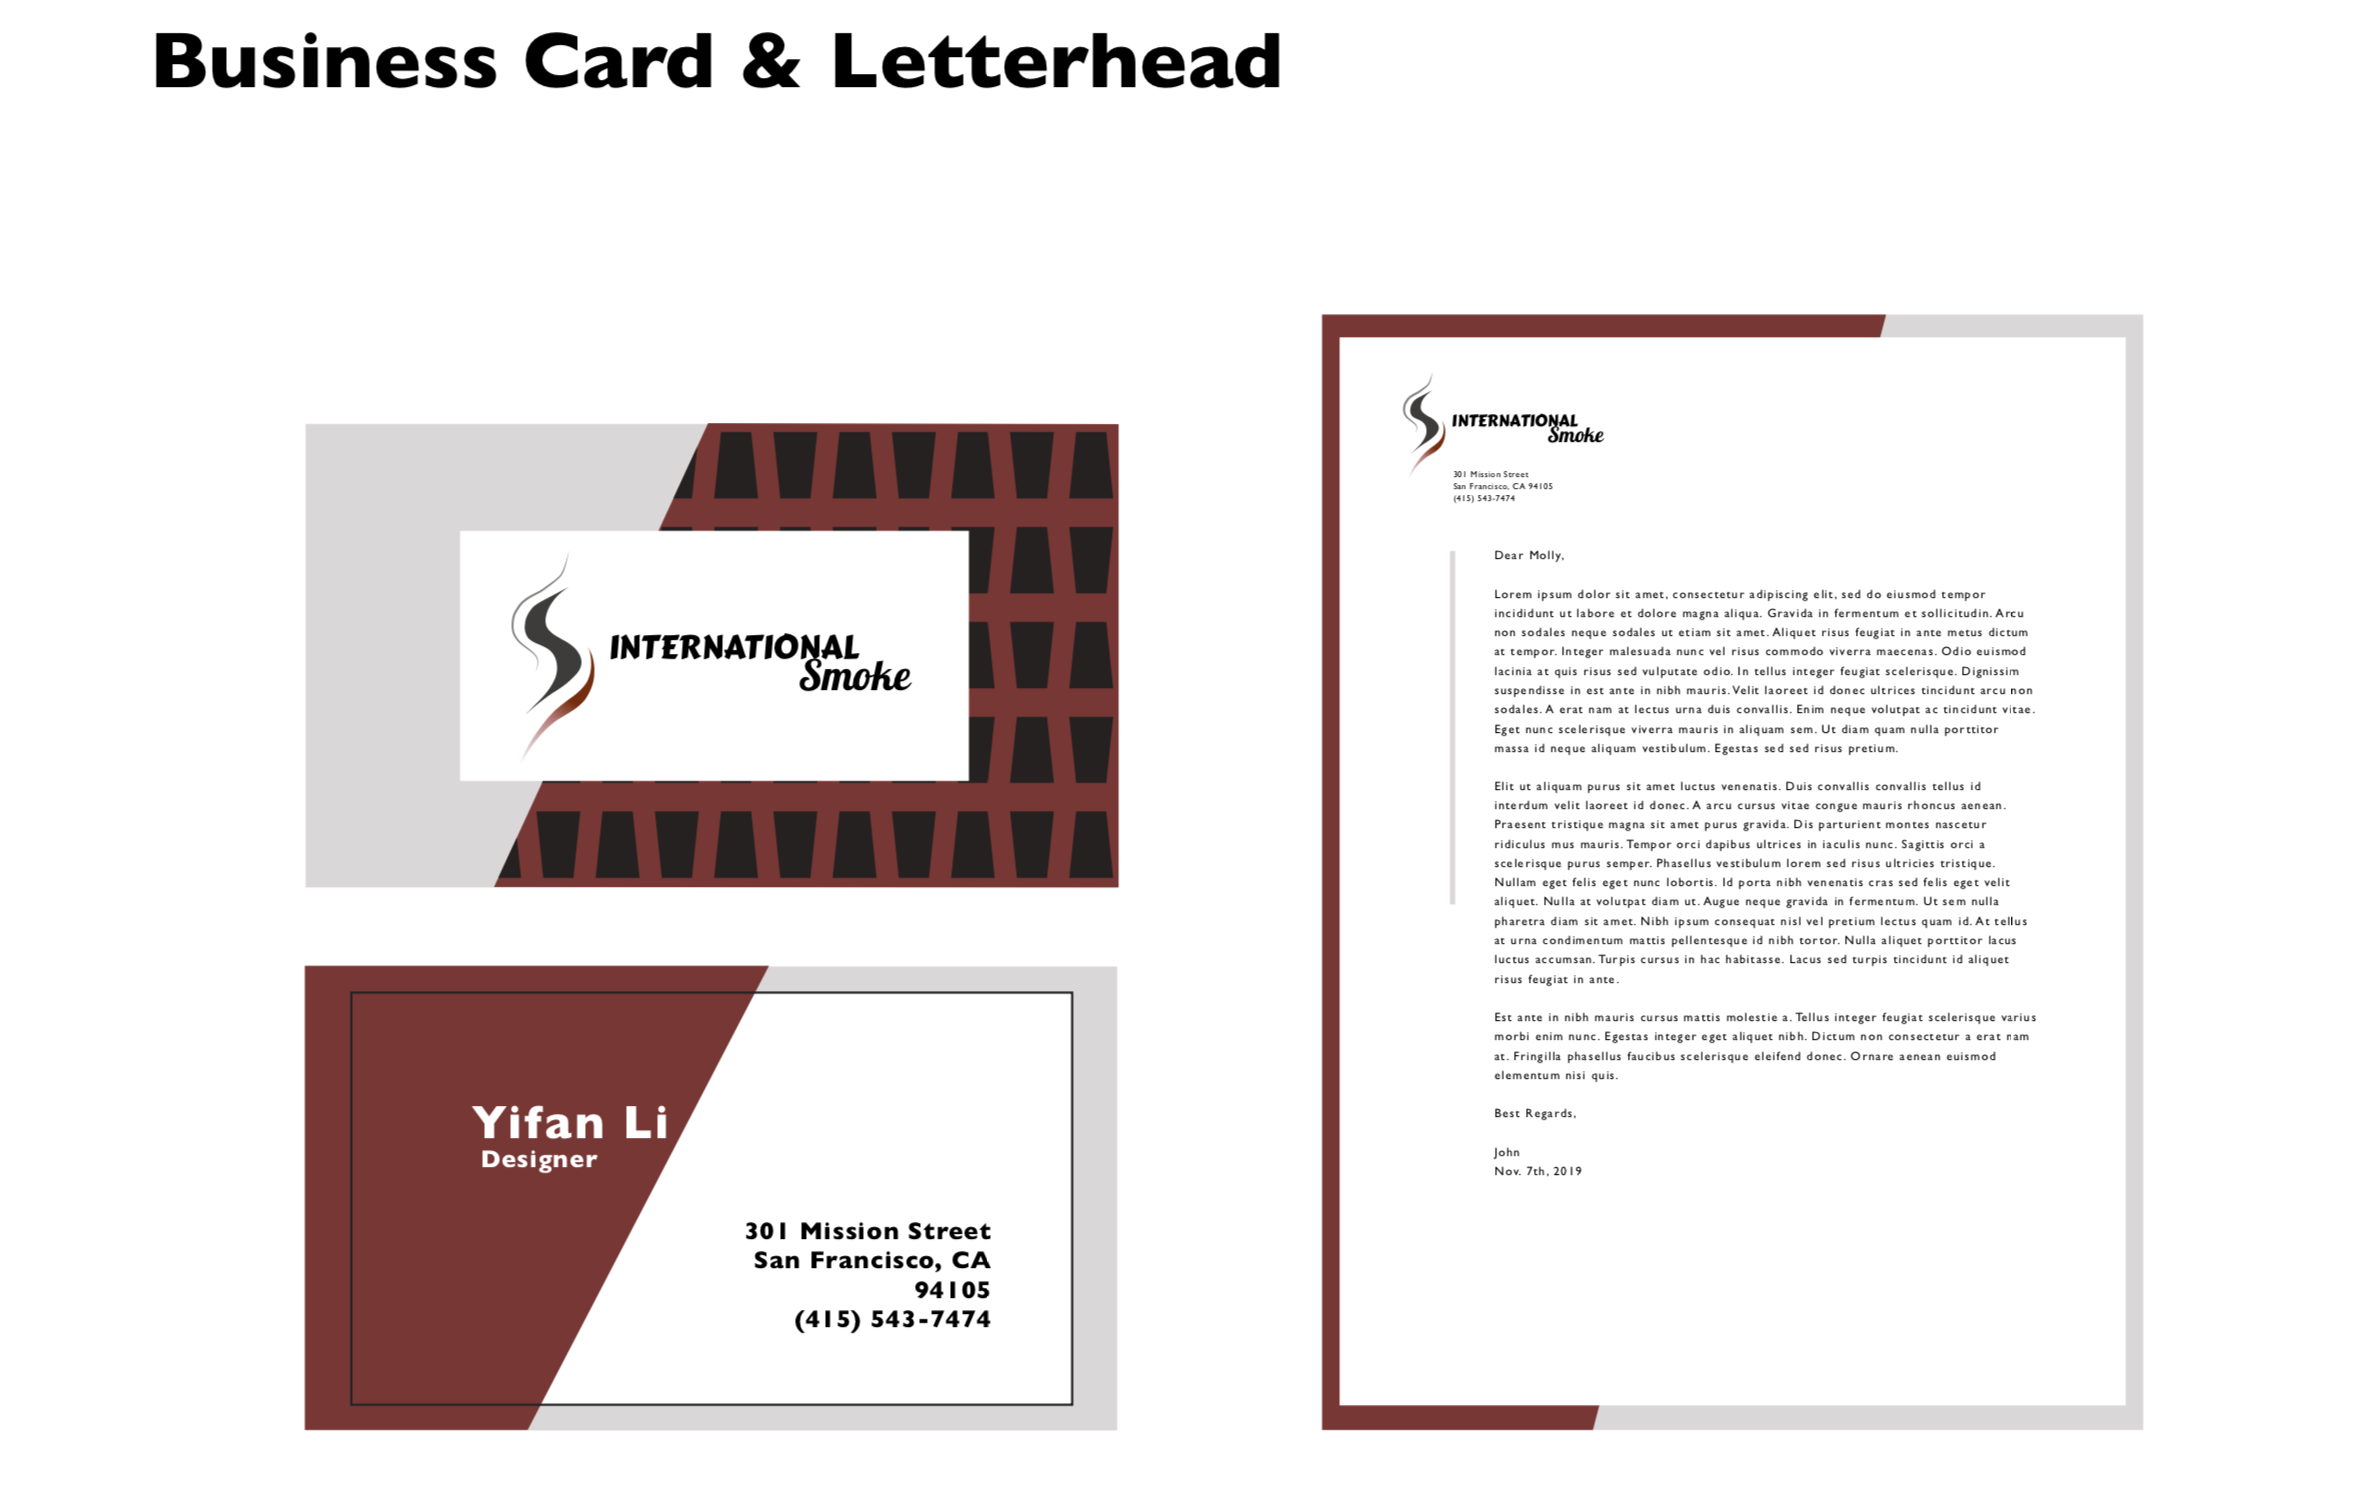 Business Card & Letterhead
INTERNATIONAL
Smoke
Yifan Li
Designer
301 Mission Street
San Francisco, CA
94105
(415) 543-7474
INTERNATIONAL
Smoke
301 Mission Street
San Francisco, CA 94105
(415) 543-7474
Dear Molly,
Lorem ipsum dolor sit amet, consectetur adipiscing elit, sed do eiusmod tempor
incididunt ut labore et dolore magna aliqua. Gravida in fermentum et sollicitudin. Arcu
non sodales neque sodales ut etiam sit amet. Aliquet risus feugiat in ante metus dictum
at tempor. Integer malesuada nunc vel risus commodo viverra maecenas. Odio euismod
lacinia at quis risus sed vulputate odio. In tellus integer feugiat scelerisque. Dignissim
suspendisse in est ante in nibh mauris. Velit laoreet id donec ultrices tincidunt arcu non
sodales. A erat nam at lectus urna duis convallis. Enim neque volutpat ac tincidunt vitae.
Eget nunc scelerisque viverra mauris in aliquam sem. Ut diam quam nulla porttitor
massa id neque aliquam vestibulum. Egestas sed sed risus pretium.
Elit ut aliquam purus sit amet luctus venenatis. Duis convallis convallis tellus id
interdum velit laoreet id donec. A arcu cursus vitae congue mauris rhoncus aenean.
Praesent tristique magna sit amet purus gravida. Dis parturient montes nascetur
ridiculus mus mauris. Tempor orci dapibus ultrices in iaculis nunc. Sagittis orci a
scelerisque purus semper. Phasellus vestibulum lorem sed risus ultricies tristique.
Nullam eget felis eget nunc lobortis. Id porta nibh venenatis cras sed felis eget velit
aliquet. Nulla at volutpat diam ut. Augue neque gravida in fermentum. Ut sem nulla
pharetra diam sit amet. Nibh ipsum consequat nisl vel pretium lectus quam id. At tellus
at urna condimentum mattis pellentesque id nibh tortor. Nulla aliquet porttitor lacus
luctus accumsan. Turpis cursus in hac habitasse. Lacus sed turpis tincidunt id aliquet
risus feugiat in ante.
Est ante in nibh mauris cursus mattis molestie a. Tellus integer feugiat scelerisque varius
morbi enim nunc. Egestas integer eget aliquet nibh. Dictum non consectetur a erat nam
at. Fringilla phasellus faucibus scelerisque eleifend donec. Ornare aenean euismod
elementum nisi quis.
Best Regards,
John
Nov. 7th, 2019